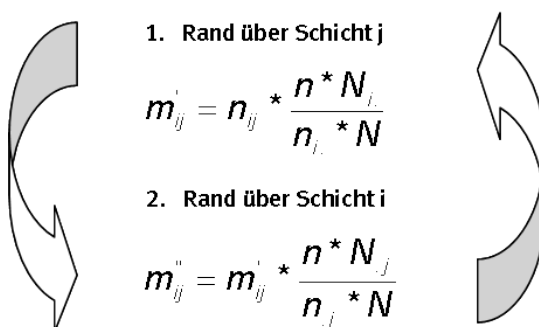 1. Rand über Schicht j
m'ij = nij * n * Ni. / ni. * N
2. Rand über Schicht i
m''ij = m'ij * n * N.j / n.j * N